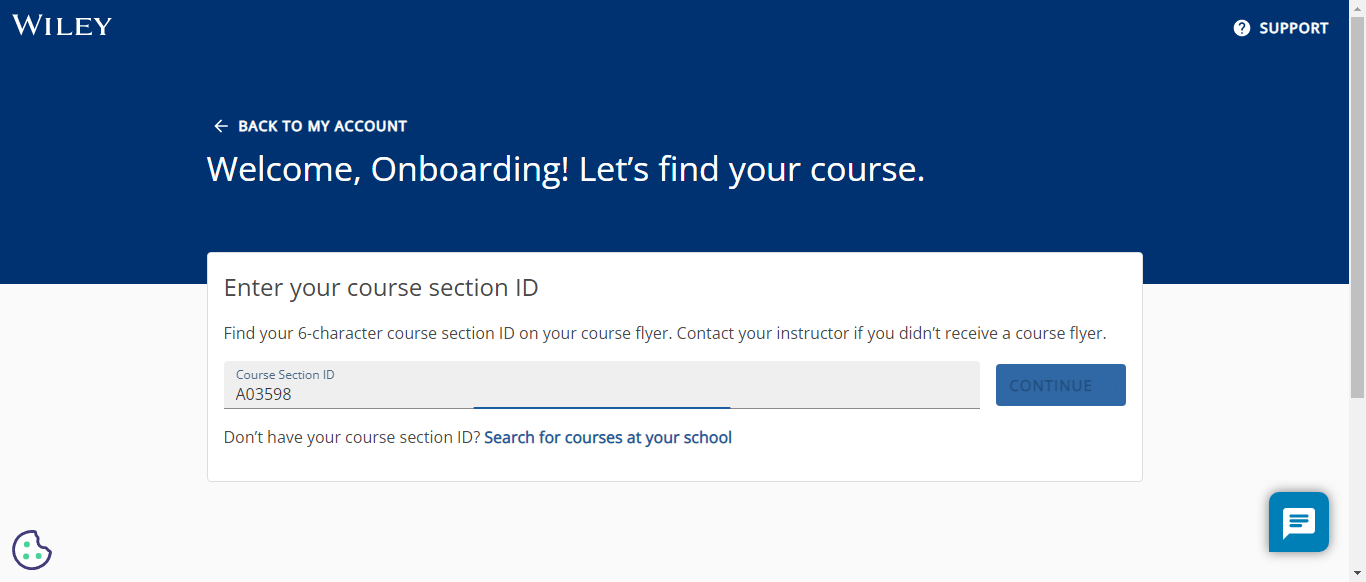 WILEY
? SUPPORT
← BACK TO MY ACCOUNT
Welcome, Onboarding! Let’s find your course.
Enter your course section ID
Find your 6-character course section ID on your course flyer. Contact your instructor if you didn’t receive a course flyer.
Course Section ID
A03598
CONTINUE
Don’t have your course section ID? Search for courses at your school